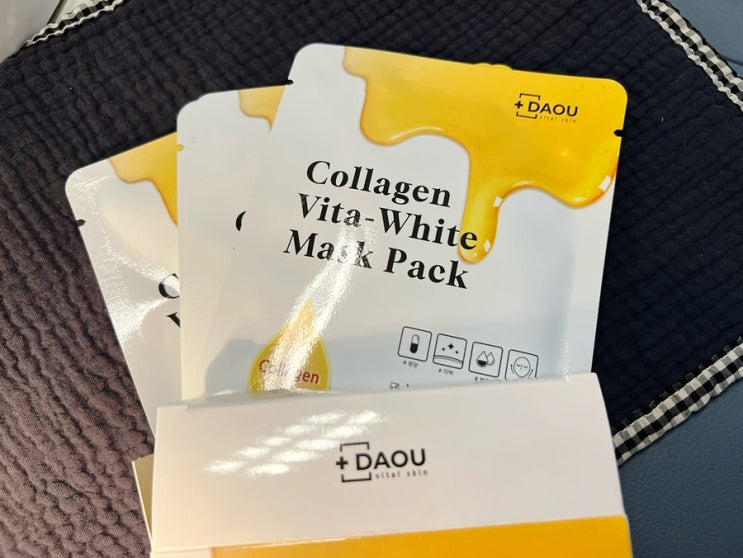 DAOU
vital skin
Collagen
Vita-White
Mask Pack
Collagen
DAOU
vital skin